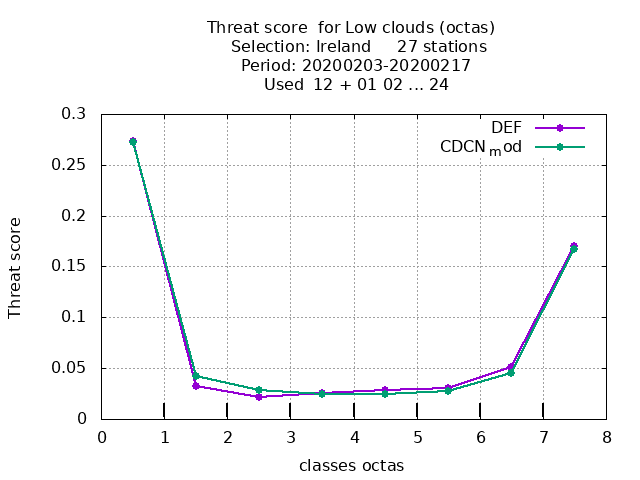 Threat score  for Low clouds (octas)
Selection: Ireland     27 stations
Period: 20200203-20200217
Used  12 + 01 02 ... 24
0.3
0.25
0.2
0.15
0.1
0.05
0
DEF
CDCNmod
Threat score
0 1 2 3 4 5 6 7 8
classes octas